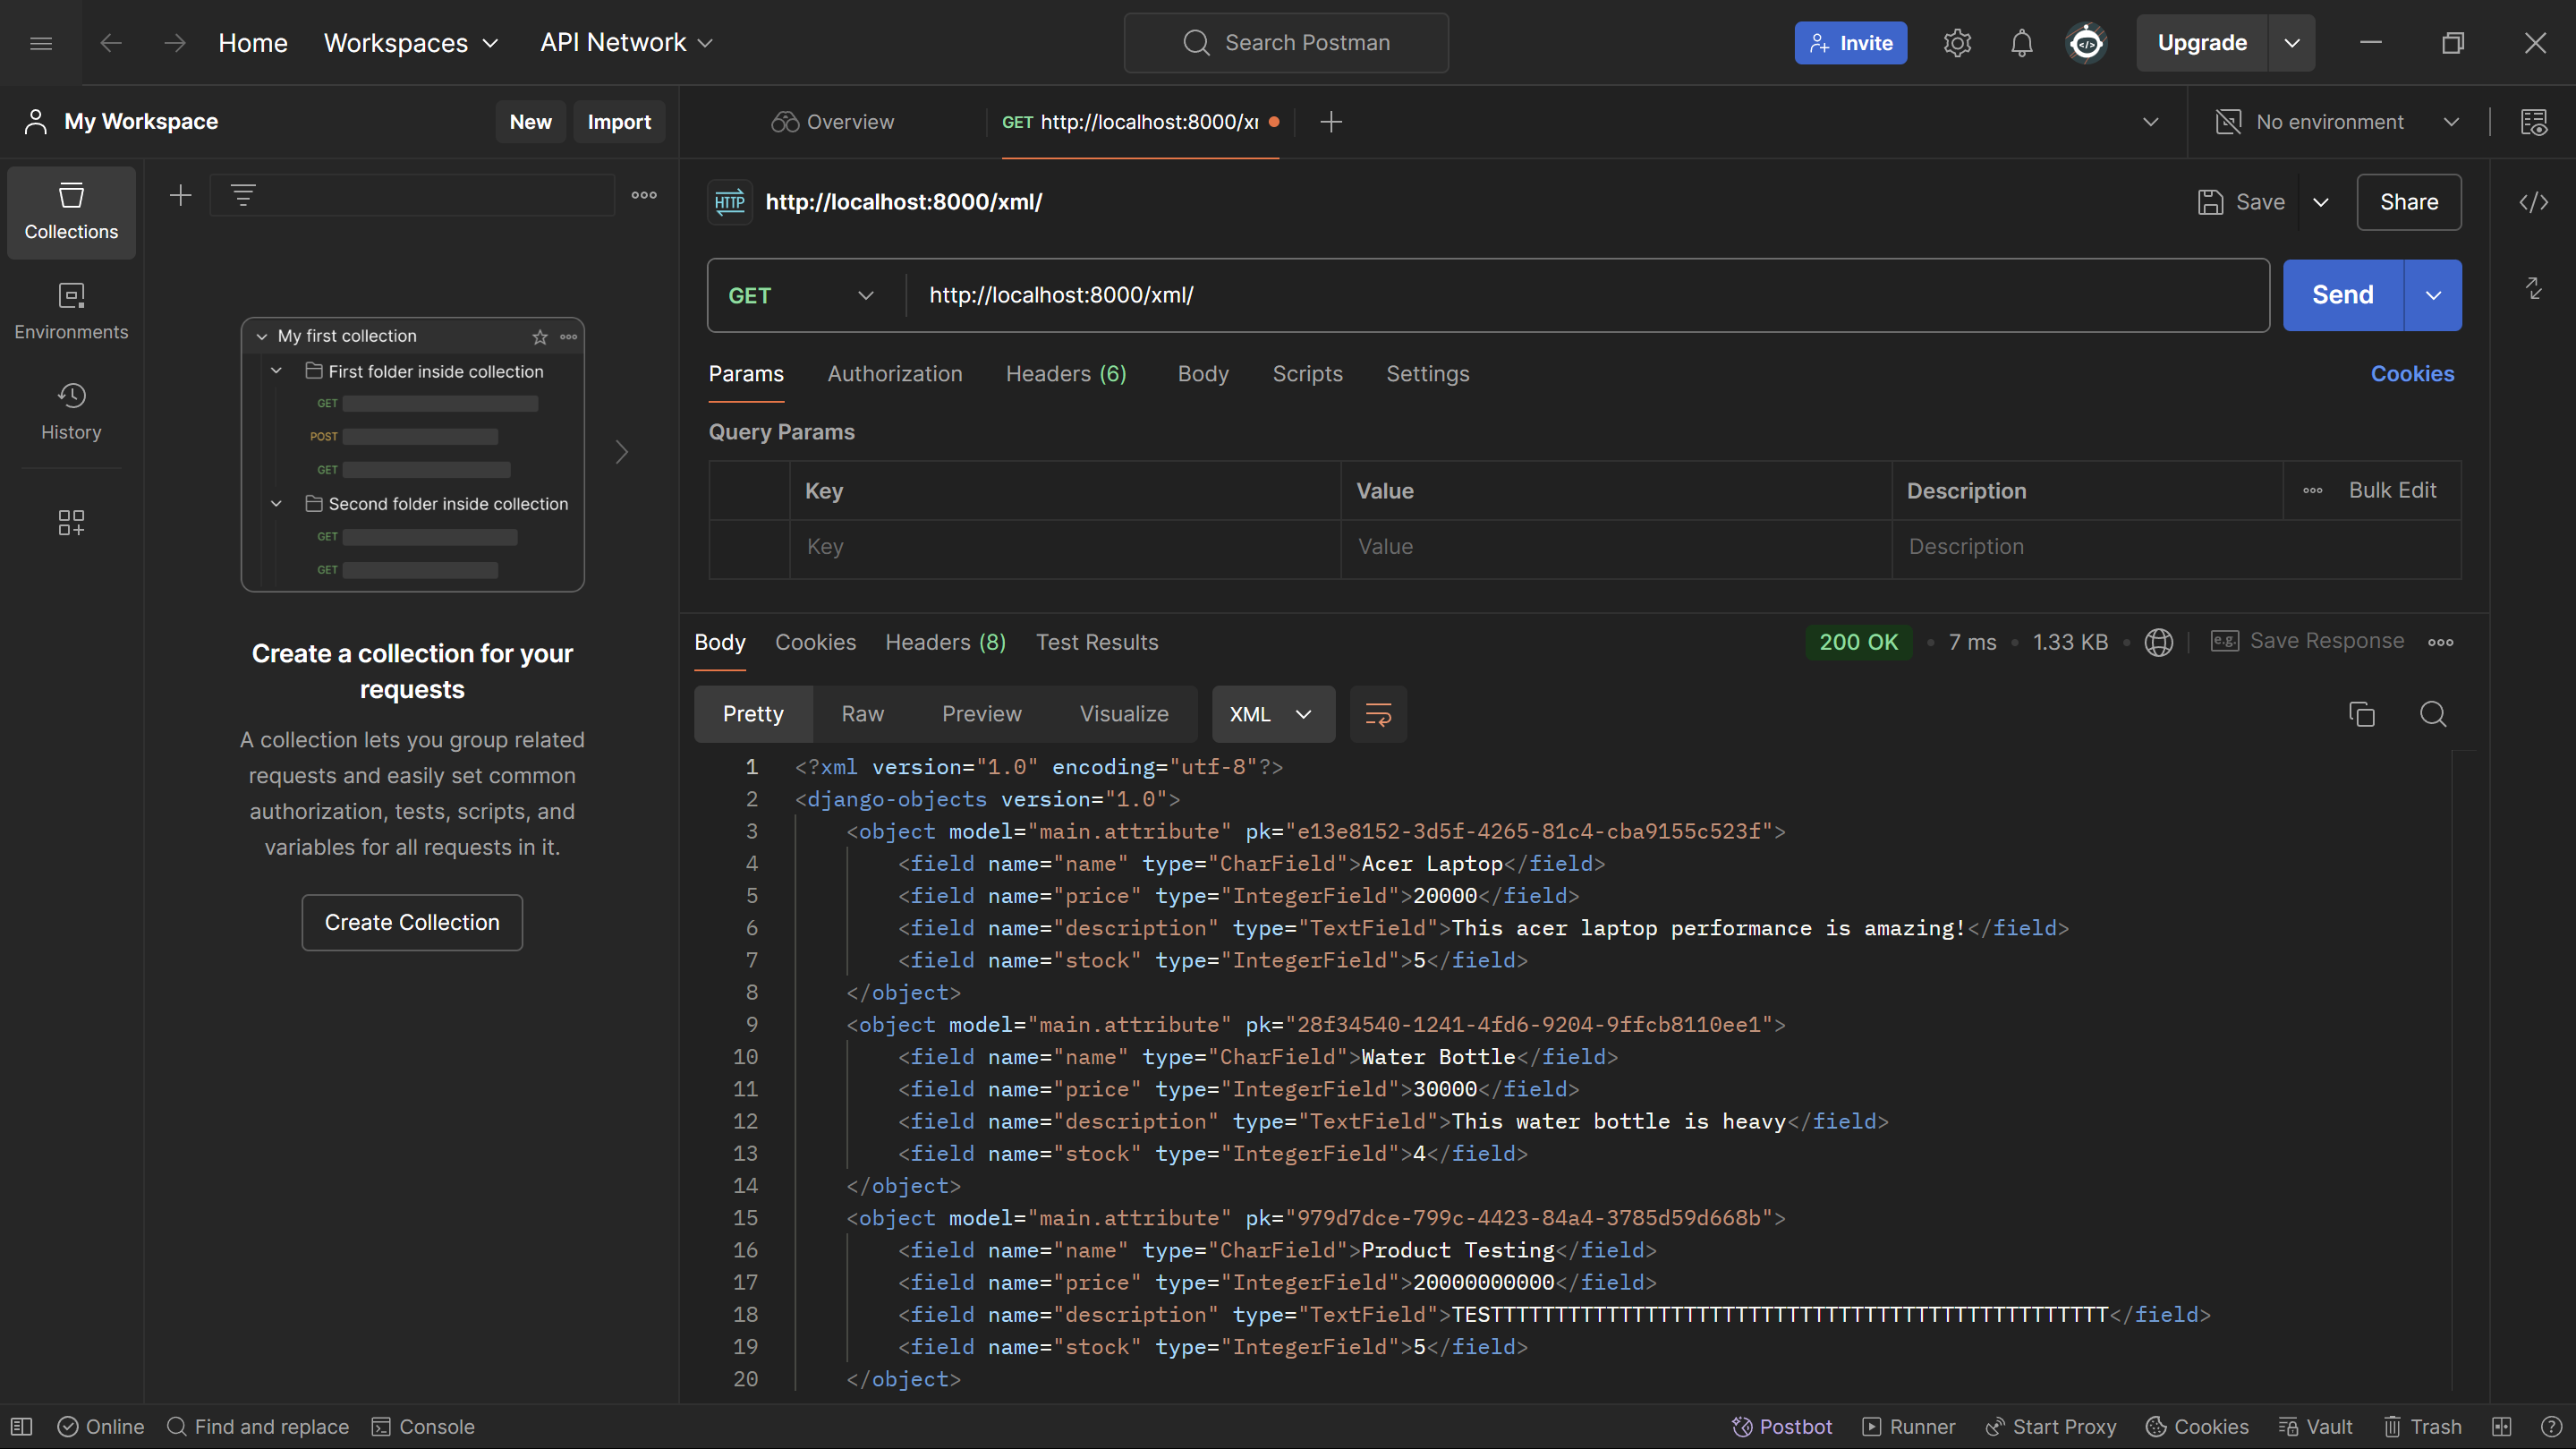 Home
Workspaces
API Network
Search Postman
Invite
Upgrade
My Workspace
New
Import
Overview
GET http://localhost:8000/x
No environment
Collections
Environments
History
My first collection
First folder inside collection
GET
POST
GET
Second folder inside collection
GET
GET
Create a collection for your
requests
A collection lets you group related
requests and easily set common
authorization, tests, scripts, and
variables for all requests in it.
Create Collection
HTTP
http://localhost:8000/xml/
Save
Share
GET
http://localhost:8000/xml/
Send
Params
Authorization
Headers (6)
Body
Scripts
Settings
Cookies
Query Params
Key
Value
Description
Bulk Edit
Key
Value
Description
Body
Cookies
Headers (8)
Test Results
200 OK
7 ms
1.33 KB
e.g.
Save Response
Pretty
Raw
Preview
Visualize
XML
1 <?xml version="1.0" encoding="utf-8"?>
2 <django-objects version="1.0">
3 <object model="main.attribute" pk="e13e8152-3d5f-4265-81c4-cba9155c523f">
4 <field name="name" type="CharField">Acer Laptop</field>
5 <field name="price" type="IntegerField">20000</field>
6 <field name="description" type="TextField">This acer laptop performance is amazing!</field>
7 <field name="stock" type="IntegerField">5</field>
8 </object>
9 <object model="main.attribute" pk="28f34540-1241-4fd6-9204-9ffcb8110ee1">
10 <field name="name" type="CharField">Water Bottle</field>
11 <field name="price" type="IntegerField">30000</field>
12 <field name="description" type="TextField">This water bottle is heavy</field>
13 <field name="stock" type="IntegerField">4</field>
14 </object>
15 <object model="main.attribute" pk="979d7dce-799c-4423-84a4-3785d59d668b">
16 <field name="name" type="CharField">Product Testing</field>
17 <field name="price" type="IntegerField">20000000000</field>
18 <field name="description" type="TextField">TESTTTTTTTTTTTTTTTTTTTTTTTTTTTTTTTTTTTTTTTTTTTTTTTT</field>
19 <field name="stock" type="IntegerField">5</field>
20 </object>
Online
Find and replace
Console
Postbot
Runner
Start Proxy
Cookies
Vault
Trash